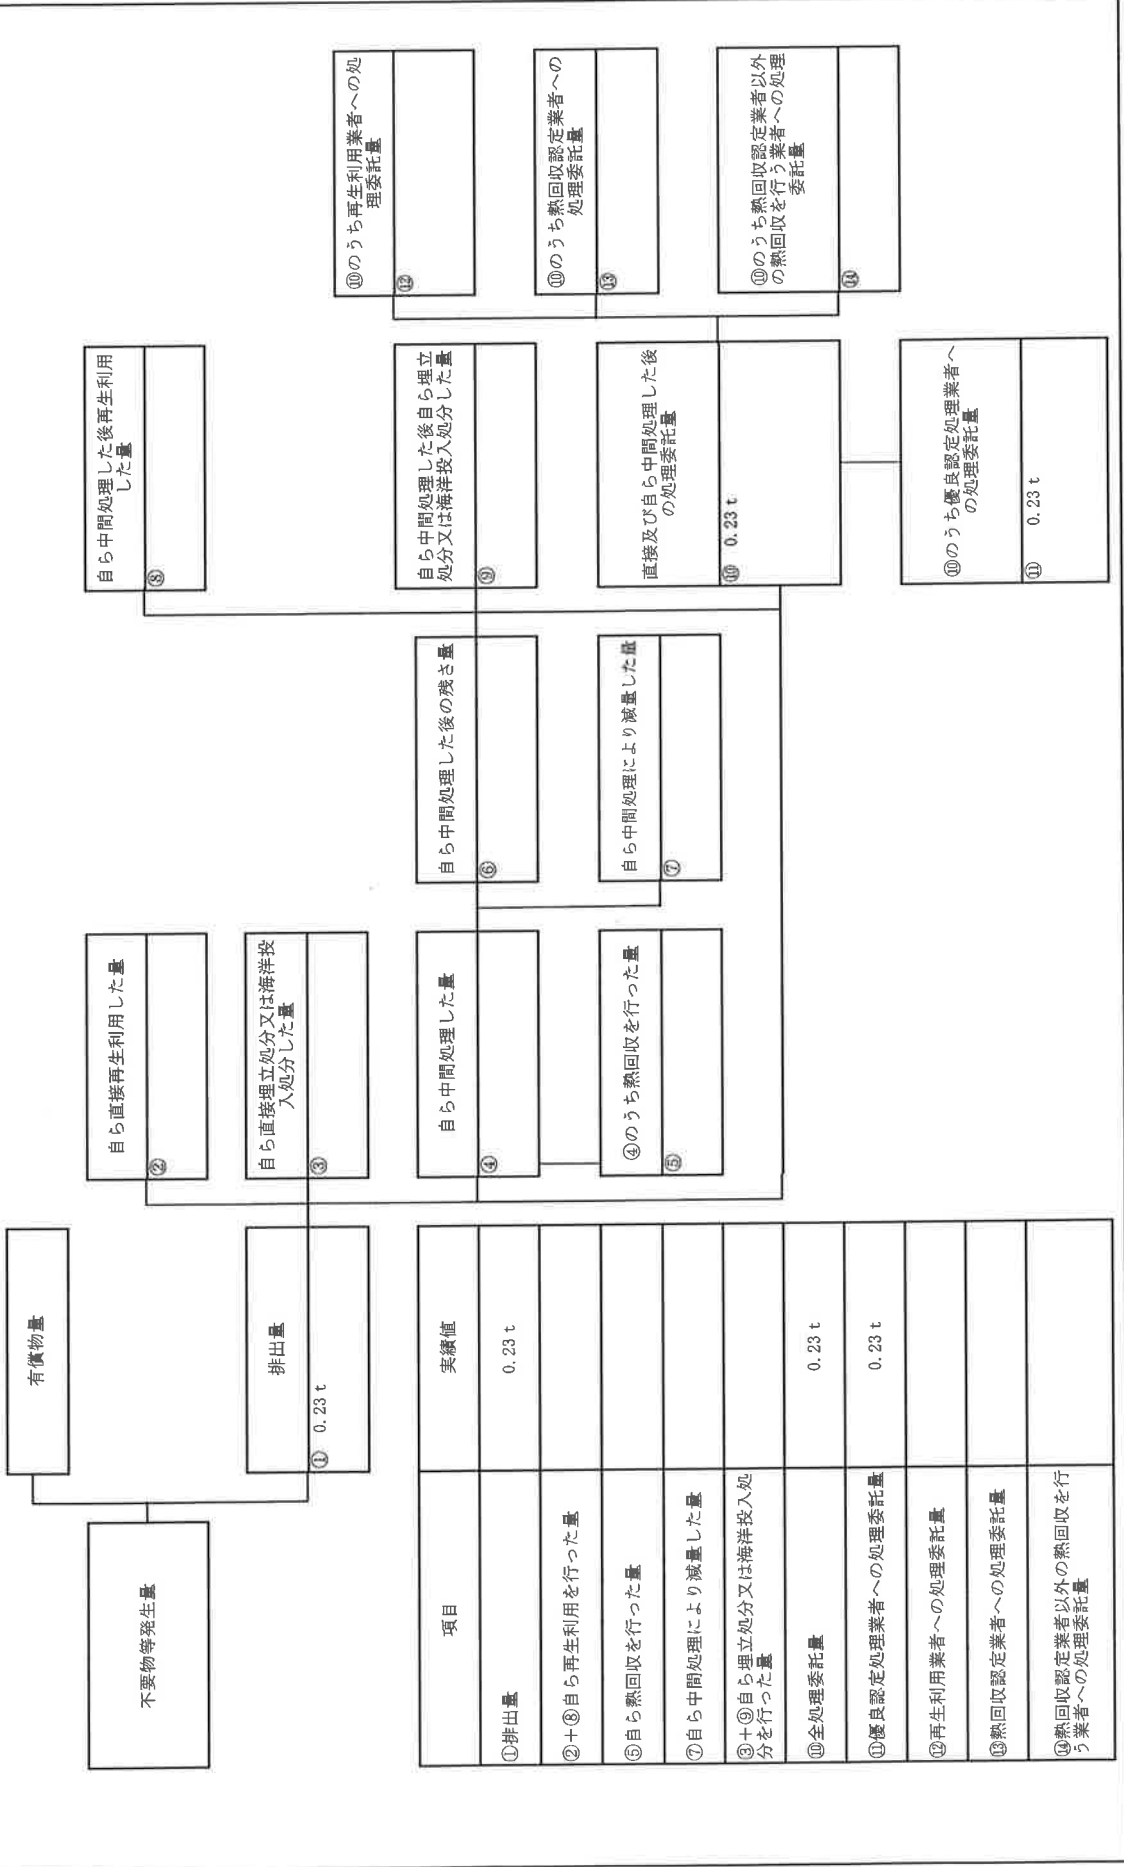 不要物等発生量
有償物量
排出量
① 0.23 t
自ら直接再生利用した量
②
自ら直接埋立処分又は海洋投
入処分した量
③
自ら中間処理した量
④
④のうち熱回収を行った量
⑤
自ら中間処理した後の残さ量
⑥
自ら中間処理により減量した量
⑦
自ら中間処理した後再生利用
した量
⑧
自ら中間処理した後自ら埋立
処分又は海洋投入処分した量
⑨
直接及び自ら中間処理した後
の処理委託量
⑩ 0.23 t
⑩のうち優良認定処理業者へ
の処理委託量
⑪ 0.23 t
⑩のうち再生利用業者への処
理委託量
⑫
⑩のうち熱回収認定業者への
処理委託量
⑬
⑩のうち熱回収認定業者以外
の熱回収を行う業者への処理
委託量
⑭
項目 実績値
①排出量 0.23 t
②+⑧自ら再生利用を行った量
⑤自ら熱回収を行った量
⑦自ら中間処理により減量した量
③+⑨自ら埋立処分又は海洋投入処
分を行った量
⑩全処理委託量 0.23 t
⑪優良認定処理業者への処理委託量 0.23 t
⑫再生利用業者への処理委託量
⑬熱回収認定業者への処理委託量
⑭熱回収認定業者以外の熱回収を行
う業者への処理委託量